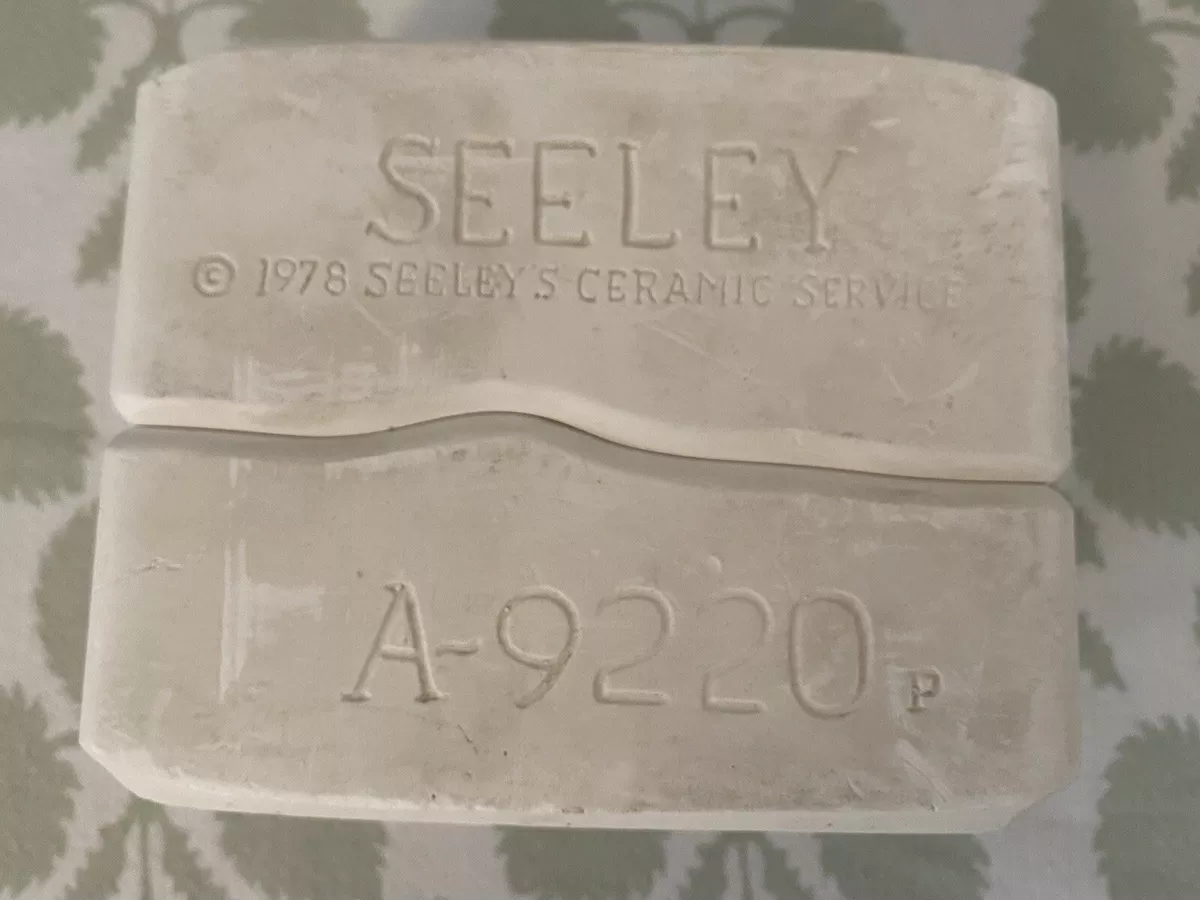 SEELEY
© 1978 SEELEY'S CERAMIC SERVICE
A-9220 P